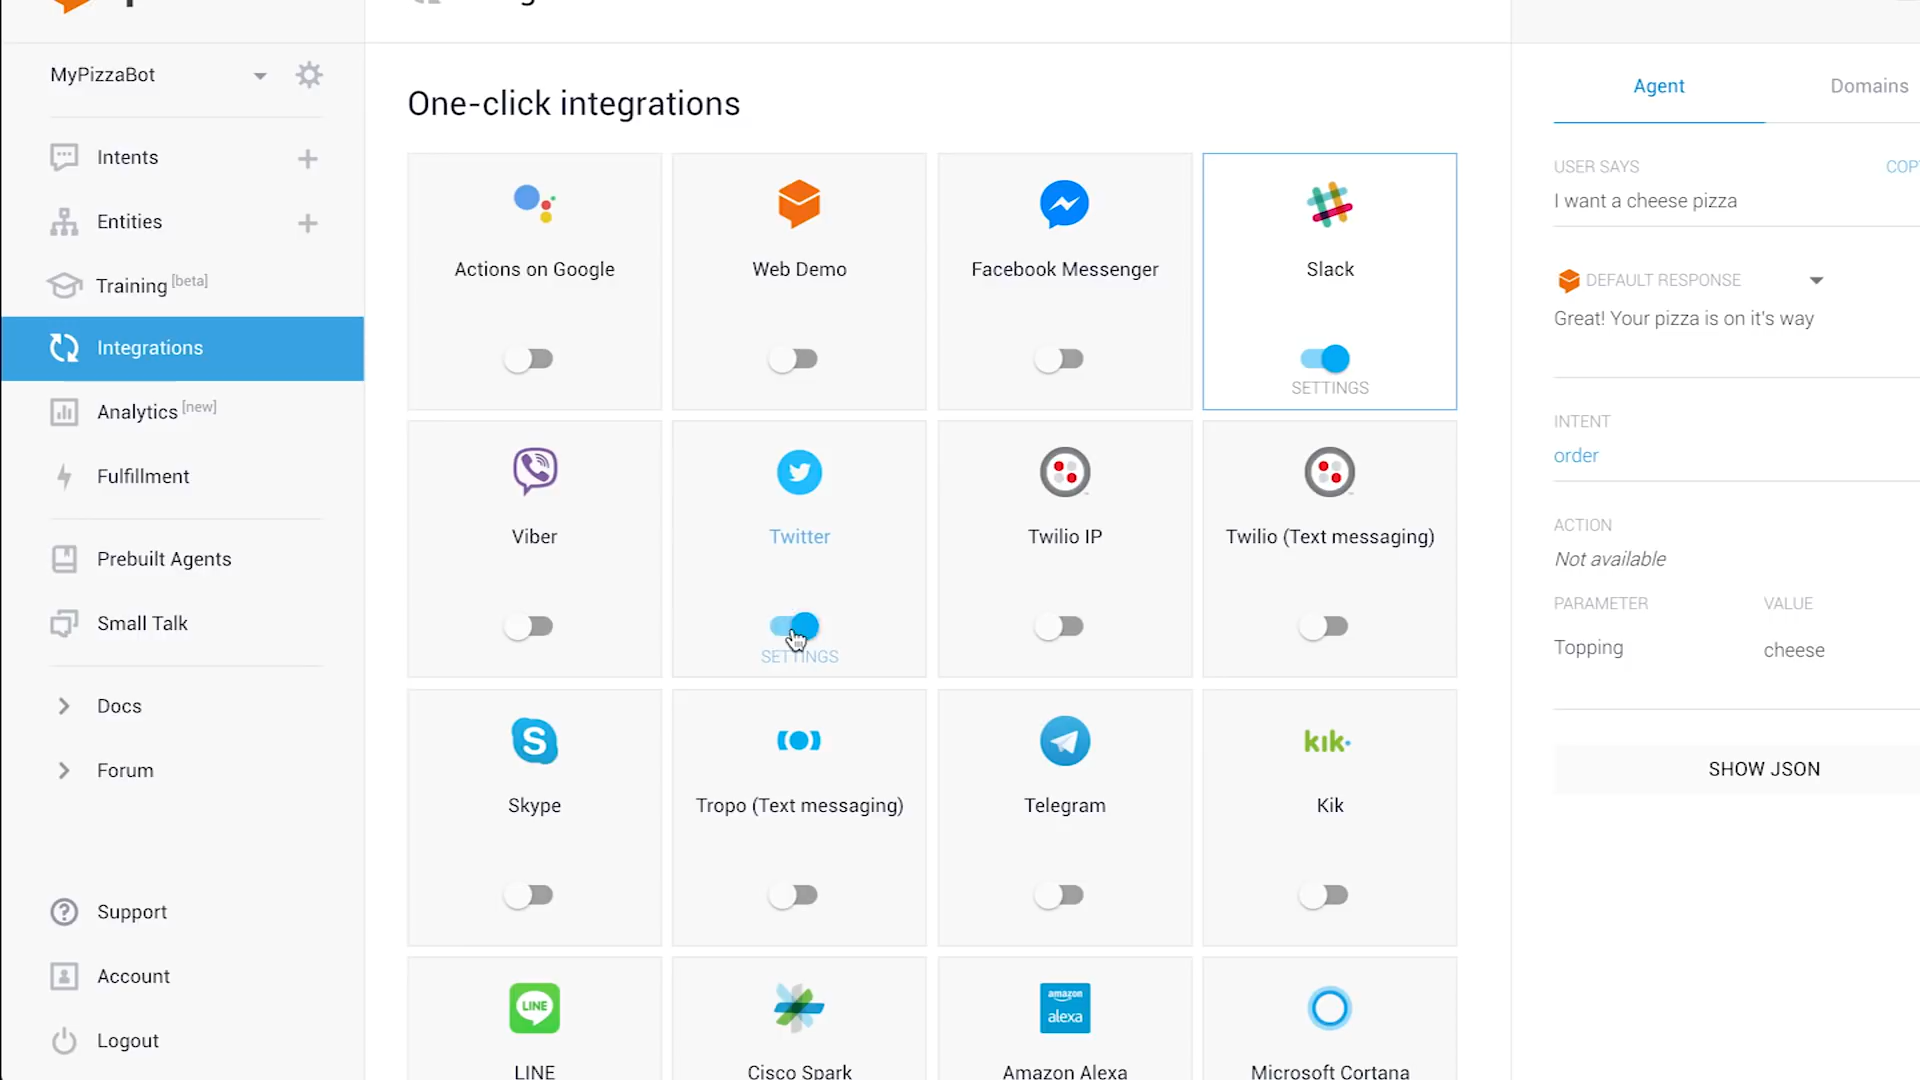 MyPizzaBot
Intents
Entities
Training [beta]
Integrations
Analytics [new]
Fulfillment
Prebuilt Agents
Small Talk
Docs
Forum
Support
Account
Logout
One-click integrations
Actions on Google
Web Demo
Facebook Messenger
Slack
SETTINGS
Viber
Twitter
Twilio IP
Twilio (Text messaging)
SETTINGS
S
kik.
Skype
Tropo (Text messaging)
Telegram
Kik
LINE
amazon
alexa
LINE
Cisco Spark
Amazon Alexa
Microsoft Cortana
Agent
Domains
USER SAYS
COP
I want a cheese pizza
DEFAULT RESPONSE
Great! Your pizza is on it's way
INTENT
order
ACTION
Not available
PARAMETER
VALUE
Topping
cheese
SHOW JSON